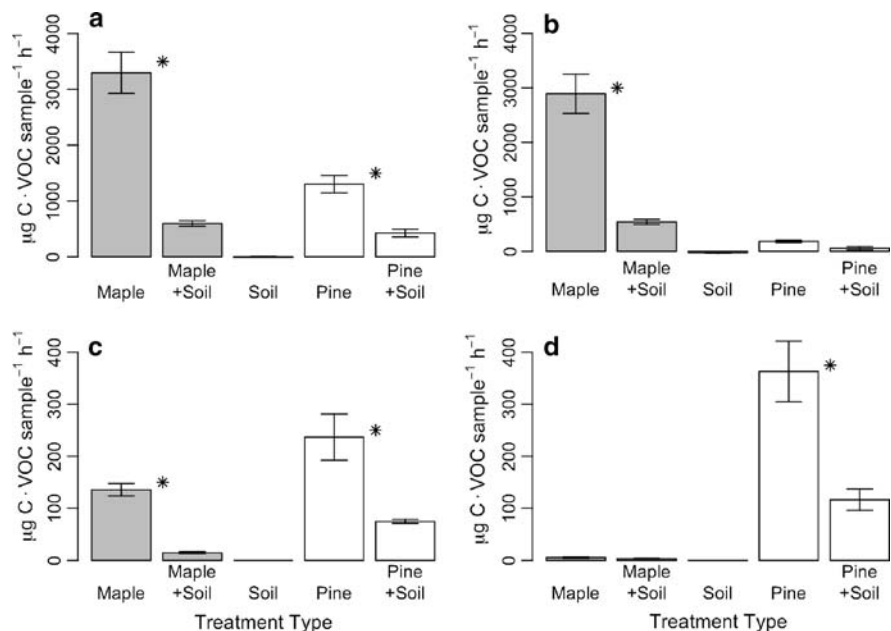 a
µg C · VOC sample⁻¹ h⁻¹
4000
3000
2000
1000
0
*
*
Maple
Maple
+Soil
Soil
Pine
Pine
+Soil
b
µg C · VOC sample⁻¹ h⁻¹
4000
3000
2000
1000
0
*
Maple
Maple
+Soil
Soil
Pine
Pine
+Soil
c
µg C · VOC sample⁻¹ h⁻¹
400
300
200
100
0
*
*
Maple
Maple
+Soil
Soil
Pine
Pine
+Soil
Treatment Type
d
µg C · VOC sample⁻¹ h⁻¹
400
300
200
100
0
*
Maple
Maple
+Soil
Soil
Pine
Pine
+Soil
Treatment Type